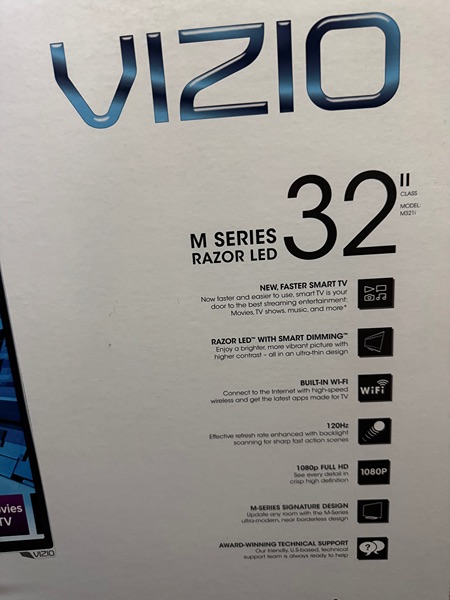 VIZIO
32"
CLASS
MODEL:
M321i
M SERIES
RAZOR LED
NEW, FASTER SMART TV
Now faster and easier to use, smart TV is your
door to the best streaming entertainment:
Movies, TV shows, music, and more*
RAZOR LED™ WITH SMART DIMMING™
Enjoy a brighter, more vibrant picture with
higher contrast – all in an ultra-thin design
BUILT-IN WI-FI
Connect to the Internet with high-speed
wireless and get the latest apps made for TV
WiFi
120Hz
Effective refresh rate enhanced with backlight
scanning for sharp fast action scenes
1080p FULL HD
See every detail in
crisp high definition
1080P
M-SERIES SIGNATURE DESIGN
Update any room with the M-Series
ultra-modern, near borderless design
AWARD-WINNING TECHNICAL SUPPORT
Our friendly, U.S-based, technical
support team is always ready to help
??
vies
TV
VIZIO